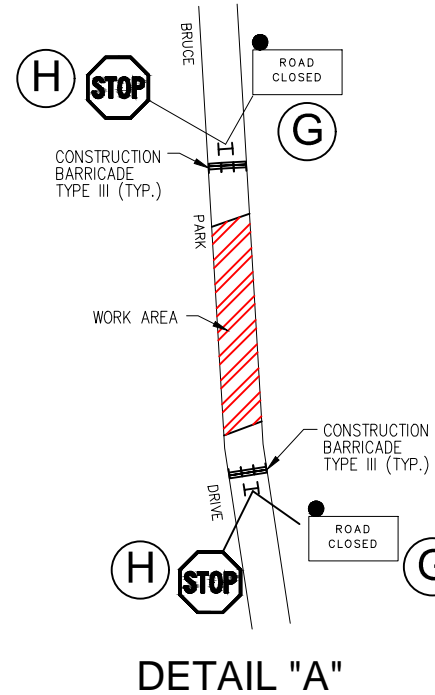 BRUCE
H
STOP
ROAD
CLOSED
G
CONSTRUCTION
BARRICADE
TYPE III (TYP.)
PARK
WORK AREA
CONSTRUCTION
BARRICADE
TYPE III (TYP.)
DRIVE
ROAD
CLOSED
H
STOP
G
DETAIL "A"